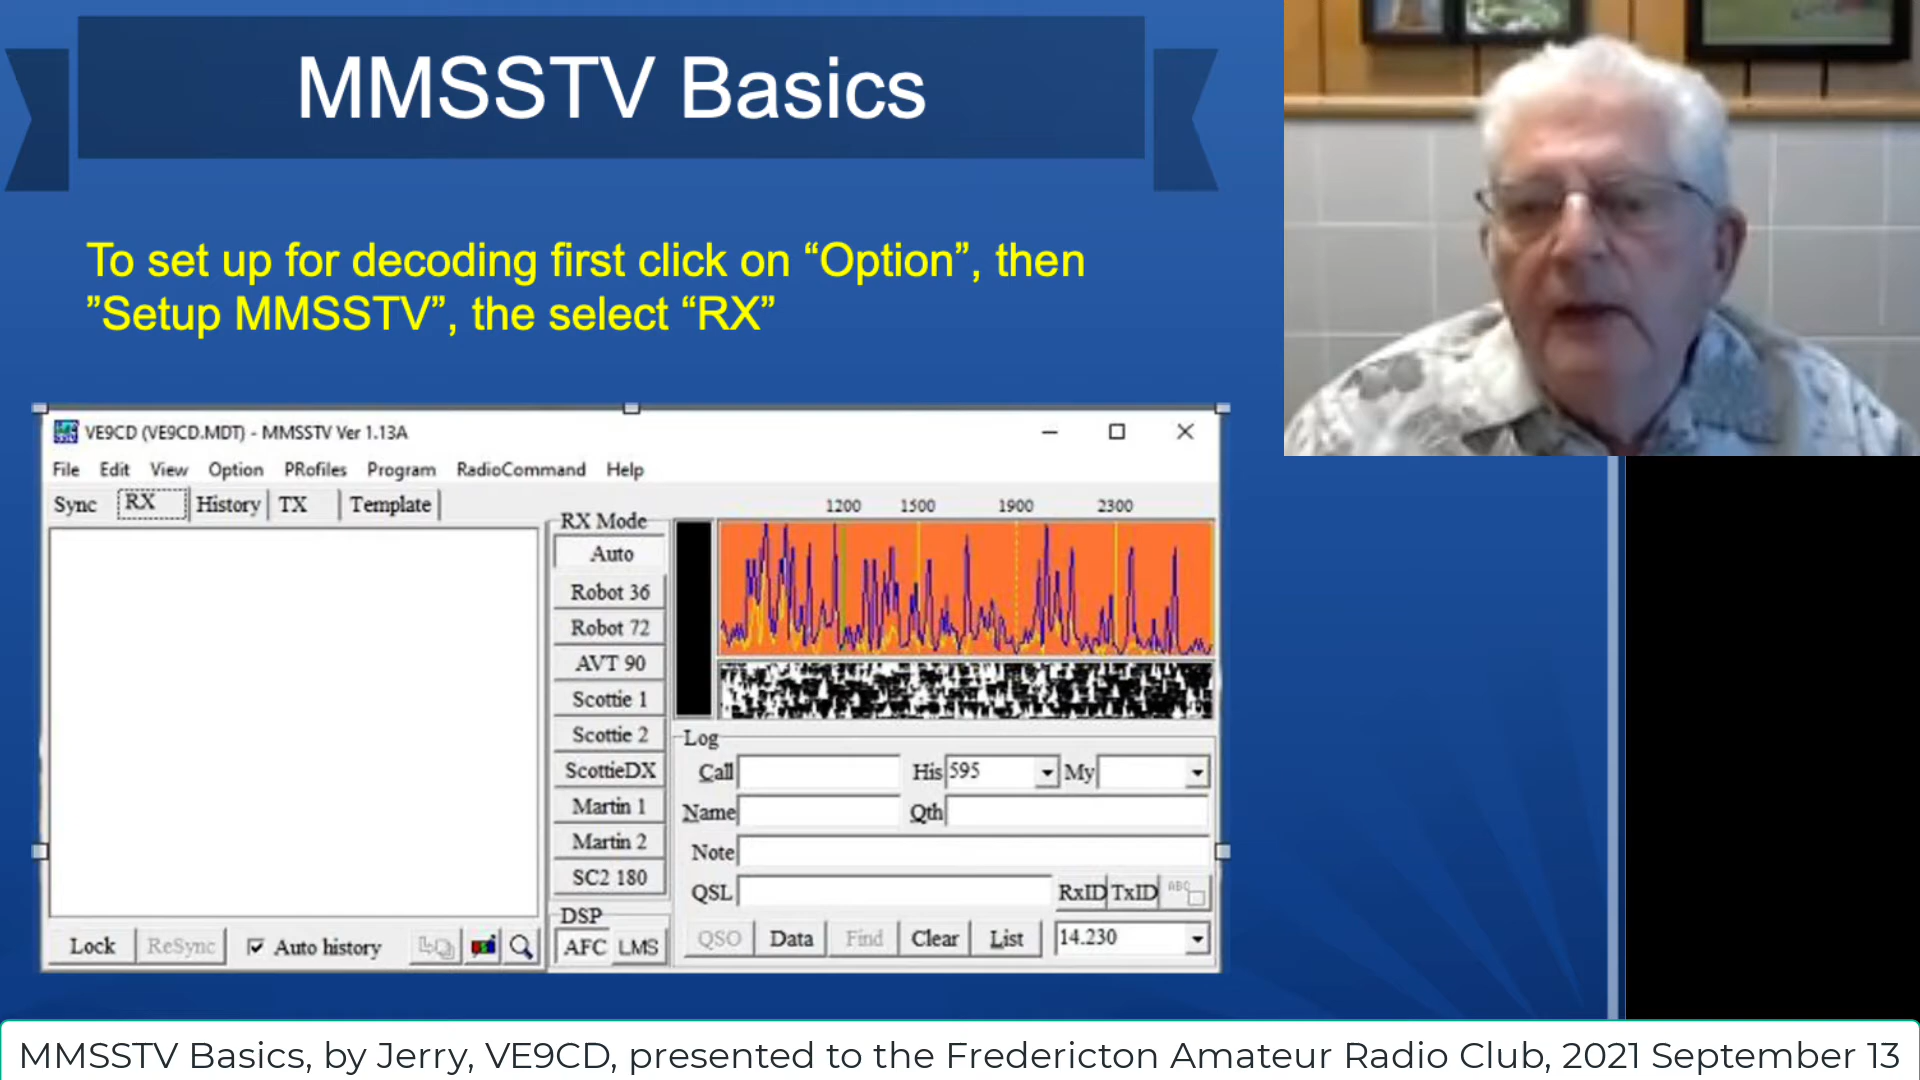 MMSSTV Basics
To set up for decoding first click on “Option”, then
”Setup MMSSTV”, the select “RX”
VE9CD (VE9CD.MDT) - MMSSTV Ver 1.13A
File Edit View Option PRofiles Program RadioCommand Help
Sync RX History TX Template
1200 1500 1900 2300
RX Mode
Auto
Robot 36
Robot 72
AVT 90
Scottie 1
Scottie 2
ScottieDX
Martin 1
Martin 2
SC2 180
DSP
AFC LMS
Log
Call His 595 My
Name Qth
Note
QSL RxID TxID ABC
QSO Data Find Clear List 14.230
Lock ReSync Auto history
MMSSTV Basics, by Jerry, VE9CD, presented to the Fredericton Amateur Radio Club, 2021 September 13